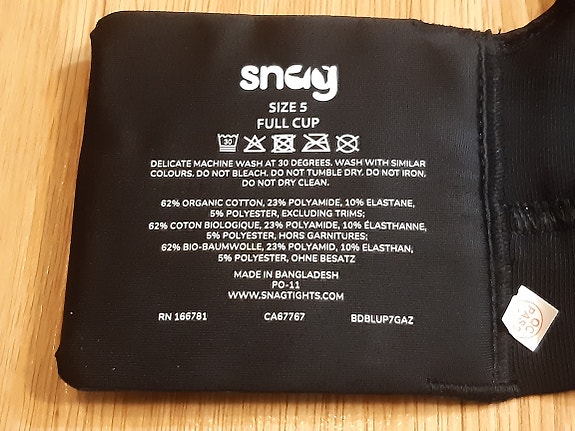 snag
SIZE 5
FULL CUP
30
DELICATE MACHINE WASH AT 30 DEGREES. WASH WITH SIMILAR
COLOURS. DO NOT BLEACH. DO NOT TUMBLE DRY. DO NOT IRON.
DO NOT DRY CLEAN.
62% ORGANIC COTTON, 23% POLYAMIDE, 10% ELASTANE,
5% POLYESTER, EXCLUDING TRIMS;
62% COTON BIOLOGIQUE, 23% POLYAMIDE, 10% ÉLASTHANNE,
5% POLYESTER, HORS GARNITURES;
62% BIO-BAUMWOLLE, 23% POLYAMID, 10% ELASTHAN,
5% POLYESTER, OHNE BESATZ
MADE IN BANGLADESH
PO-11
WWW.SNAGTIGHTS.COM
RN 166781 CA67767 BDBLUP7GAZ
QC
PASS